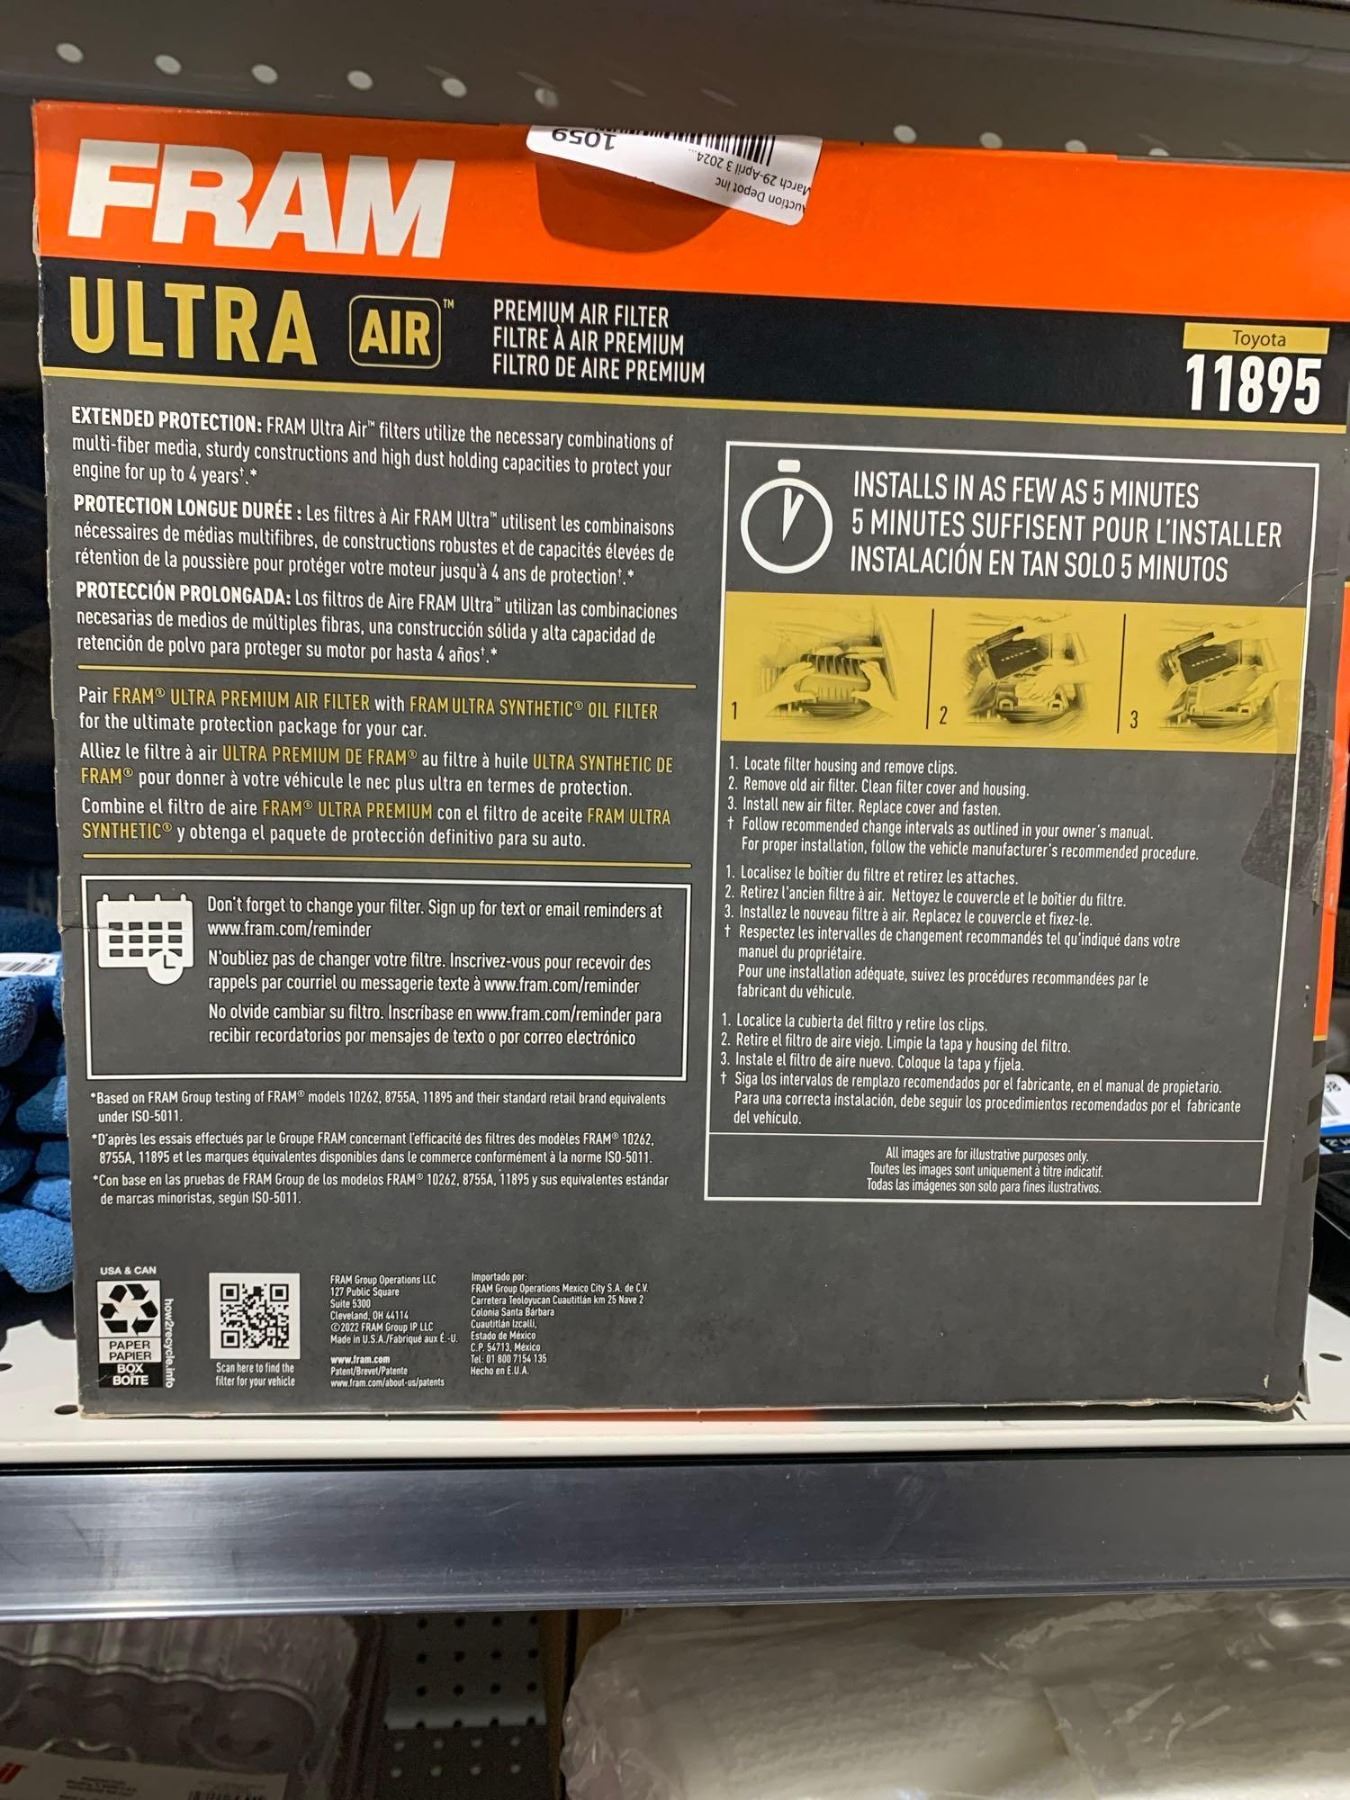 FRAM
1059
March 29-April 3 2024...
Auction Depot Inc
ULTRA AIR™
PREMIUM AIR FILTER
FILTRE À AIR PREMIUM
FILTRO DE AIRE PREMIUM
Toyota
11895
EXTENDED PROTECTION: FRAM Ultra Air™ filters utilize the necessary combinations of
multi-fiber media, sturdy constructions and high dust holding capacities to protect your
engine for up to 4 years†.*
PROTECTION LONGUE DURÉE : Les filtres à Air FRAM Ultra™ utilisent les combinaisons
nécessaires de médias multifibres, de constructions robustes et de capacités élevées de
rétention de la poussière pour protéger votre moteur jusqu'à 4 ans de protection†.*
PROTECCIÓN PROLONGADA: Los filtros de Aire FRAM Ultra™ utilizan las combinaciones
necesarias de medios de múltiples fibras, una construcción sólida y alta capacidad de
retención de polvo para proteger su motor por hasta 4 años†.*
Pair FRAM® ULTRA PREMIUM AIR FILTER with FRAM ULTRA SYNTHETIC® OIL FILTER
for the ultimate protection package for your car.
Alliez le filtre à air ULTRA PREMIUM DE FRAM® au filtre à huile ULTRA SYNTHETIC DE
FRAM® pour donner à votre véhicule le nec plus ultra en termes de protection.
Combine el filtro de aire FRAM® ULTRA PREMIUM con el filtro de aceite FRAM ULTRA
SYNTHETIC® y obtenga el paquete de protección definitivo para su auto.
Don't forget to change your filter. Sign up for text or email reminders at
www.fram.com/reminder
N'oubliez pas de changer votre filtre. Inscrivez-vous pour recevoir des
rappels par courriel ou messagerie texte à www.fram.com/reminder
No olvide cambiar su filtro. Inscríbase en www.fram.com/reminder para
recibir recordatorios por mensajes de texto o por correo electrónico
*Based on FRAM Group testing of FRAM® models 10262, 8755A, 11895 and their standard retail brand equivalents
under ISO-5011.
*D'après les essais effectués par le Groupe FRAM concernant l'efficacité des filtres des modèles FRAM® 10262,
8755A, 11895 et les marques équivalentes disponibles dans le commerce conformément à la norme ISO-5011.
*Con base en las pruebas de FRAM Group de los modelos FRAM® 10262, 8755A, 11895 y sus equivalentes estándar
de marcas minoristas, según ISO-5011.
INSTALLS IN AS FEW AS 5 MINUTES
5 MINUTES SUFFISENT POUR L'INSTALLER
INSTALACIÓN EN TAN SOLO 5 MINUTOS
1
2
3
1. Locate filter housing and remove clips.
2. Remove old air filter. Clean filter cover and housing.
3. Install new air filter. Replace cover and fasten.
† Follow recommended change intervals as outlined in your owner's manual.
For proper installation, follow the vehicle manufacturer's recommended procedure.
1. Localisez le boîtier du filtre et retirez les attaches.
2. Retirez l'ancien filtre à air. Nettoyez le couvercle et le boîtier du filtre.
3. Installez le nouveau filtre à air. Replacez le couvercle et fixez-le.
† Respectez les intervalles de changement recommandés tel qu'indiqué dans votre
manuel du propriétaire.
Pour une installation adéquate, suivez les procédures recommandées par le
fabricant du véhicule.
1. Localice la cubierta del filtro y retire los clips.
2. Retire el filtro de aire viejo. Limpie la tapa y housing del filtro.
3. Instale el filtro de aire nuevo. Coloque la tapa y fíjela.
† Siga los intervalos de remplazo recomendados por el fabricante, en el manual de propietario.
Para una correcta instalación, debe seguir los procedimientos recomendados por el fabricante
del vehículo.
All images are for illustrative purposes only.
Toutes les images sont uniquement à titre indicatif.
Todas las imágenes son solo para fines ilustrativos.
USA & CAN
PAPER
PAPIER
BOX
BOÎTE
how2recycle.info
Scan here to find the
filter for your vehicle
FRAM Group Operations LLC
127 Public Square
Suite 5300
Cleveland, OH 44114
©2022 FRAM Group IP LLC
Made in U.S.A./Fabriqué aux É.-U.
www.fram.com
Patent/Brevet/Patente
www.fram.com/about-us/patents
Importado por:
FRAM Group Operations Mexico City S.A. de C.V.
Carretera Teoloyucan Cuautitlán km 25 Nave 2
Colonia Santa Bárbara
Cuautitlán Izcalli,
Estado de México
C.P. 54713, México
Tel: 01 800 7154 135
Hecho en E.U.A.